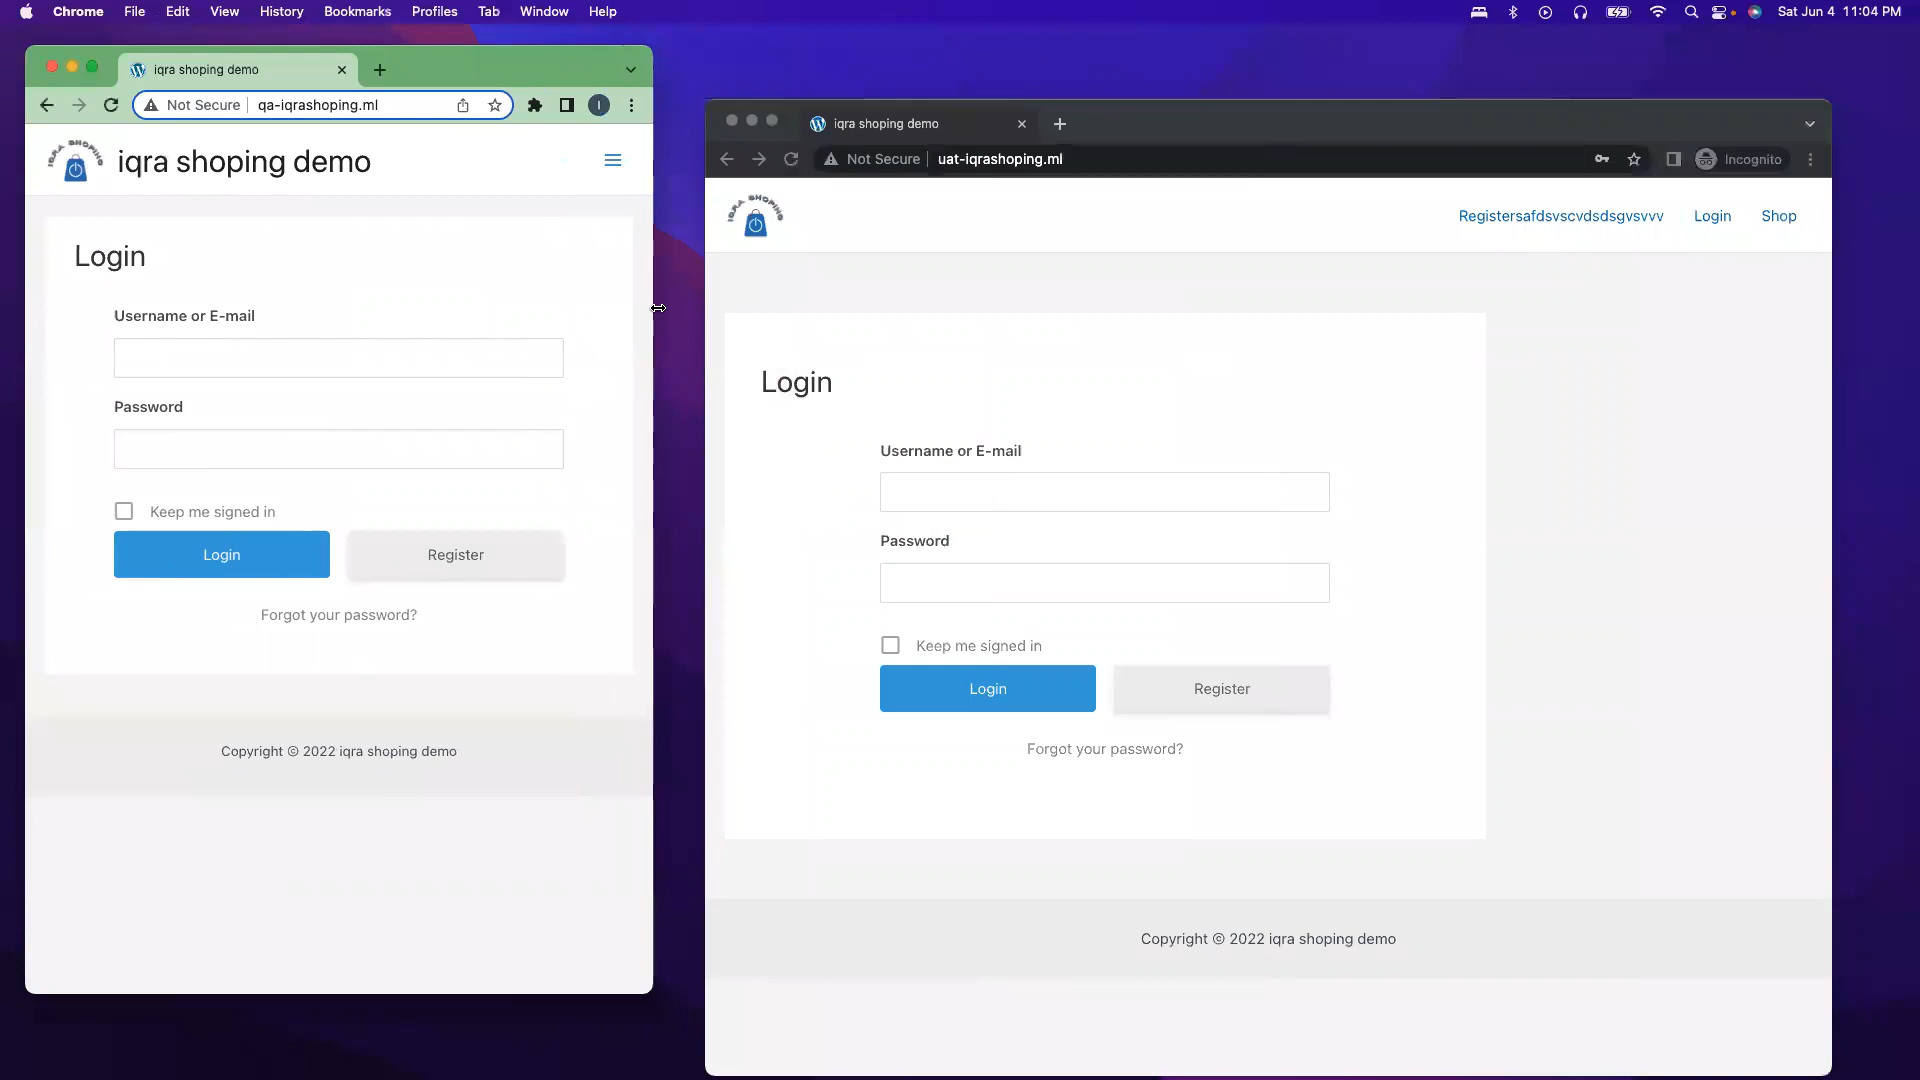 Chrome File Edit View History Bookmarks Profiles Tab Window Help
Sat Jun 4 11:04 PM
iqra shoping demo
Not Secure qa-iqrashoping.ml
I
IQRA SHOPING
iqra shoping demo
Login
Username or E-mail
Password
Keep me signed in
Login Register
Forgot your password?
Copyright © 2022 iqra shoping demo
iqra shoping demo
Not Secure uat-iqrashoping.ml
Incognito
IQRA SHOPING
Registersafdsvscvdsdsgvsvvv Login Shop
Login
Username or E-mail
Password
Keep me signed in
Login Register
Forgot your password?
Copyright © 2022 iqra shoping demo